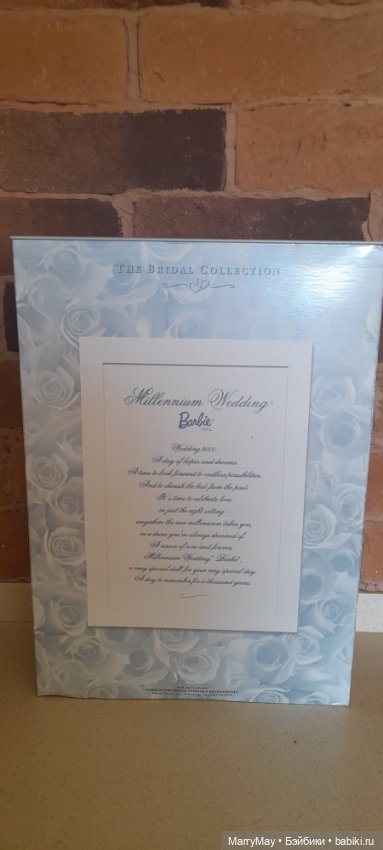 THE BRIDAL COLLECTION
Millennium Wedding™
Barbie®
DOLL
Wedding 2000
A day of hopes and dreams.
A time to look forward to endless possibilities.
And to cherish the best from the past.
It's time to celebrate love
in just the right setting -
anywhere the new millennium takes you,
in a dress you've always dreamed of.
A vision of now and forever,
Millennium Wedding™ Barbie®,
a very special doll for your very special day.
A day to remember for a thousand years.
MarryMay • Бэйбики • babiki.ru